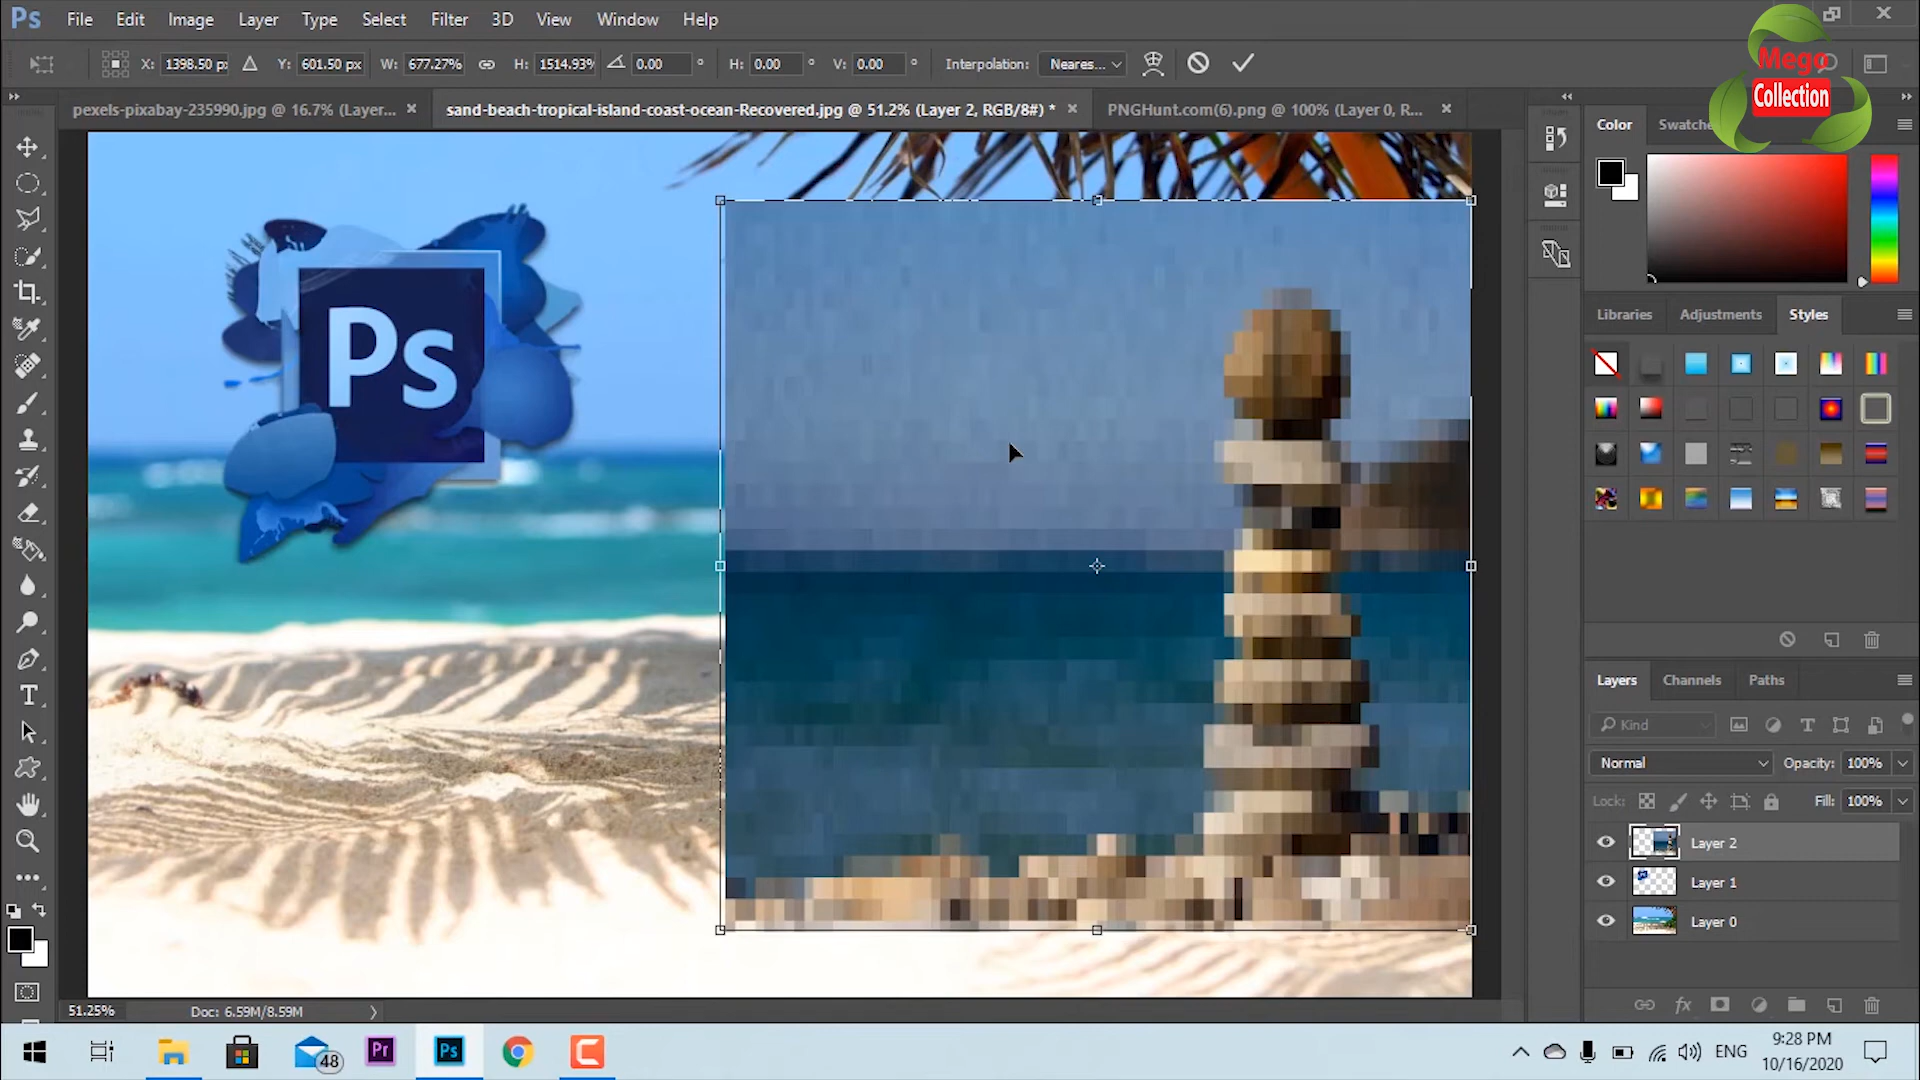 Ps File Edit Image Layer Type Select Filter 3D View Window Help
X: 1398.50 px Y: 601.50 px W: 677.27% H: 1514.93% 0.00 ° H: 0.00 ° V: 0.00 ° Interpolation: Neares...
Mego
Collection
pexels-pixabay-235990.jpg @ 16.7% (Layer... sand-beach-tropical-island-coast-ocean-Recovered.jpg @ 51.2% (Layer 2, RGB/8#) * PNGHunt.com(6).png @ 100% (Layer 0, R...
Color Swatche
Libraries Adjustments Styles
Ps
Layers Channels Paths
Kind
Normal Opacity: 100%
Lock: Fill: 100%
Layer 2
Layer 1
Layer 0
51.25% Doc: 6.59M/8.59M
48 Pr Ps
ENG
9:28 PM
10/16/2020